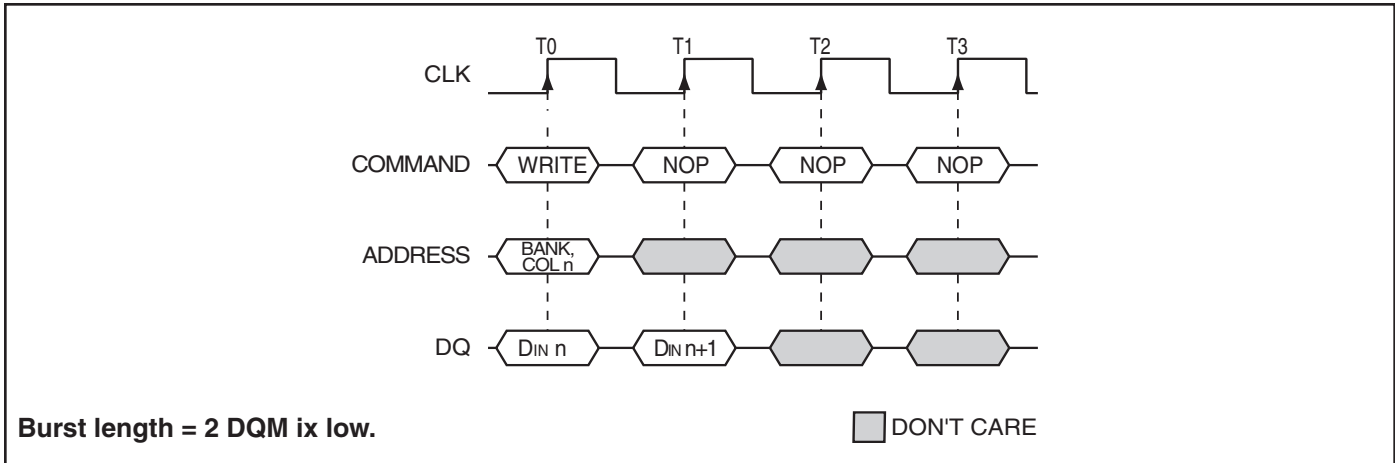 T0 T1 T2 T3
CLK
COMMAND WRITE NOP NOP NOP
ADDRESS BANK, COL n
DQ DIN n DIN n+1
Burst length = 2 DQM ix low. DON'T CARE